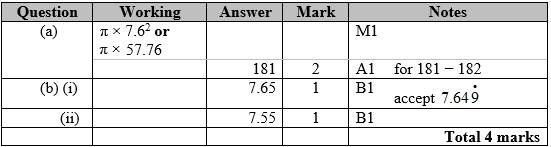 Question Working Answer Mark Notes
(a) π × 7.6² or M1
π × 57.76
181 2 A1 for 181 − 182
(b) (i) 7.65 1 B1
accept 7.649̇
(ii) 7.55 1 B1
Total 4 marks